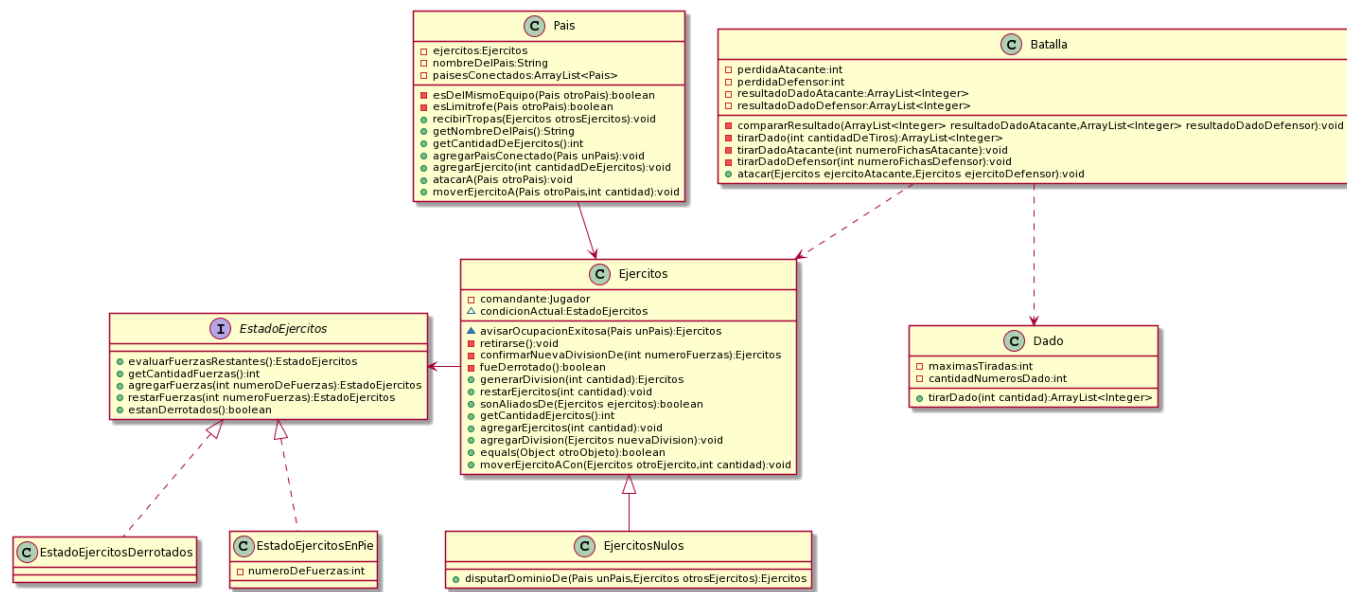 C Pais
ejercitos:Ejercitos
nombreDelPais:String
paisesConectados:ArrayList<Pais>
esDelMismoEquipo(Pais otroPais):boolean
esLimitrofe(Pais otroPais):boolean
recibirTropas(Ejercitos otrosEjercitos):void
getNombreDelPais():String
getCantidadDeEjercitos():int
agregarPaisConectado(Pais unPais):void
agregarEjercito(int cantidadDeEjercitos):void
atacarA(Pais otroPais):void
moverEjercitoA(Pais otroPais,int cantidad):void
C Batalla
perdidaAtacante:int
perdidaDefensor:int
resultadoDadoAtacante:ArrayList<Integer>
resultadoDadoDefensor:ArrayList<Integer>
compararResultado(ArrayList<Integer> resultadoDadoAtacante,ArrayList<Integer> resultadoDadoDefensor):void
tirarDado(int cantidadDeTiros):ArrayList<Integer>
tirarDadoAtacante(int numeroFichasAtacante):void
tirarDadoDefensor(int numeroFichasDefensor):void
atacar(Ejercitos ejercitoAtacante,Ejercitos ejercitoDefensor):void
I EstadoEjercitos
evaluarFuerzasRestantes():EstadoEjercitos
getCantidadFuerzas():int
agregarFuerzas(int numeroDeFuerzas):EstadoEjercitos
restarFuerzas(int numeroFuerzas):EstadoEjercitos
estanDerrotados():boolean
C Ejercitos
comandante:Jugador
condicionActual:EstadoEjercitos
avisarOcupacionExitosa(Pais unPais):Ejercitos
retirarse():void
confirmarNuevaDivisionDe(int numeroFuerzas):Ejercitos
fueDerrotado():boolean
generarDivision(int cantidad):Ejercitos
restarEjercitos(int cantidad):void
sonAliadosDe(Ejercitos ejercitos):boolean
getCantidadEjercitos():int
agregarEjercitos(int cantidad):void
agregarDivision(Ejercitos nuevaDivision):void
equals(Object otroObjeto):boolean
moverEjercitoACon(Ejercitos otroEjercito,int cantidad):void
C Dado
maximasTiradas:int
cantidadNumerosDado:int
tirarDado(int cantidad):ArrayList<Integer>
C EstadoEjercitosDerrotados
C EstadoEjercitosEnPie
numeroDeFuerzas:int
C EjercitosNulos
disputarDominioDe(Pais unPais,Ejercitos otrosEjercitos):Ejercitos